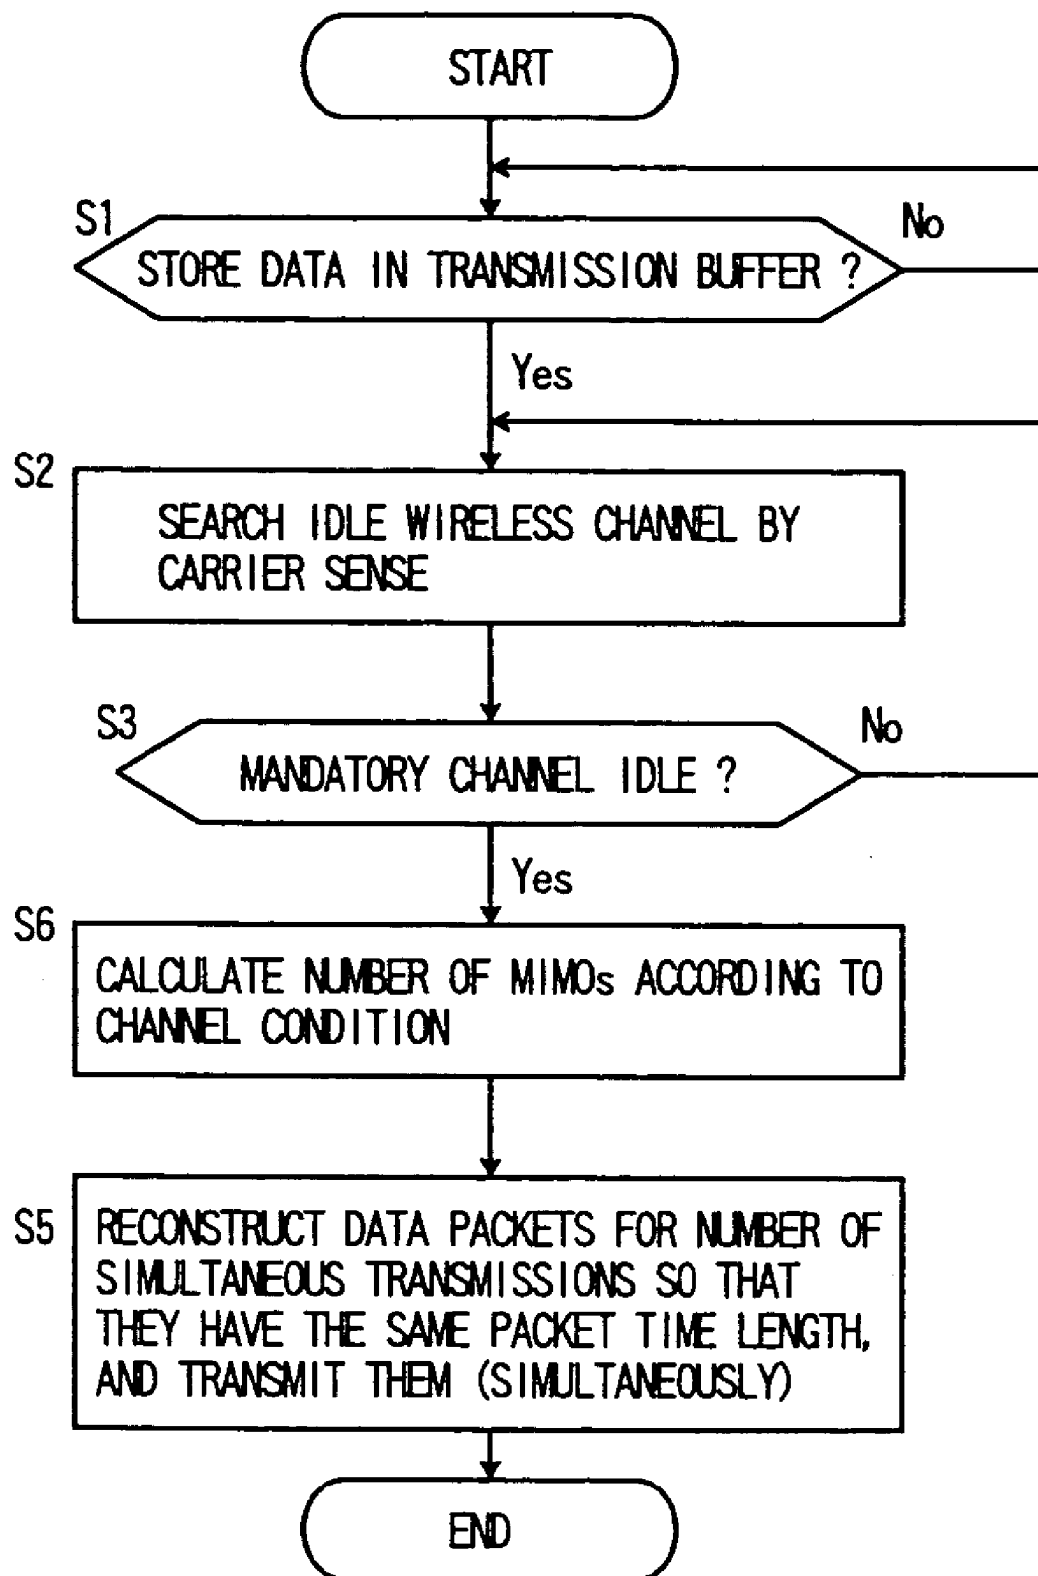 START
S1
No
STORE DATA IN TRANSMISSION BUFFER ?
Yes
S2
SEARCH IDLE WIRELESS CHANNEL BY
CARRIER SENSE
S3
No
MANDATORY CHANNEL IDLE ?
Yes
S6
CALCULATE NUMBER OF MIMOs ACCORDING TO
CHANNEL CONDITION
S5
RECONSTRUCT DATA PACKETS FOR NUMBER OF
SIMULTANEOUS TRANSMISSIONS SO THAT
THEY HAVE THE SAME PACKET TIME LENGTH,
AND TRANSMIT THEM (SIMULTANEOUSLY)
END